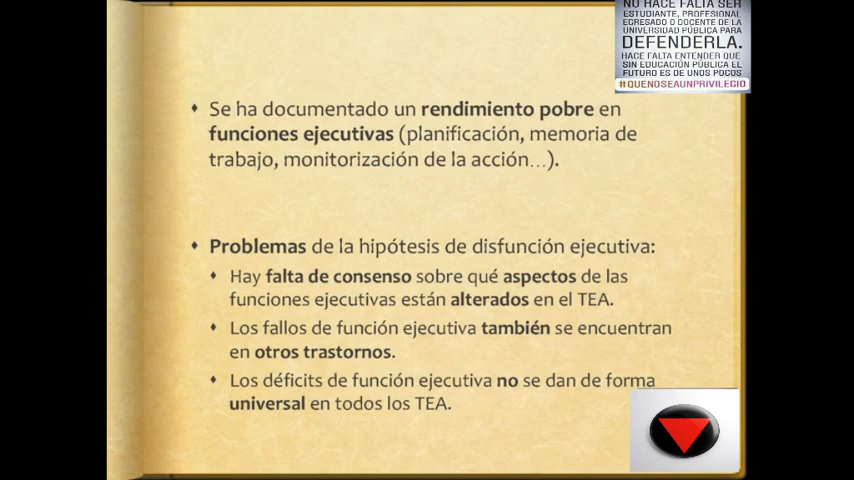 NO HACE FALTA SER
ESTUDIANTE, PROFESIONAL
EGRESADO O DOCENTE DE LA
UNIVERSIDAD PÚBLICA PARA
DEFENDERLA.
HACE FALTA ENTENDER QUE
SIN EDUCACIÓN PÚBLICA EL
FUTURO ES DE UNOS POCOS
#QUENOSEAUNPRIVILEGIO
Se ha documentado un rendimiento pobre en
funciones ejecutivas (planificación, memoria de
trabajo, monitorización de la acción...).
Problemas de la hipótesis de disfunción ejecutiva:
Hay falta de consenso sobre qué aspectos de las
funciones ejecutivas están alterados en el TEA.
Los fallos de función ejecutiva también se encuentran
en otros trastornos.
Los déficits de función ejecutiva no se dan de forma
universal en todos los TEA.